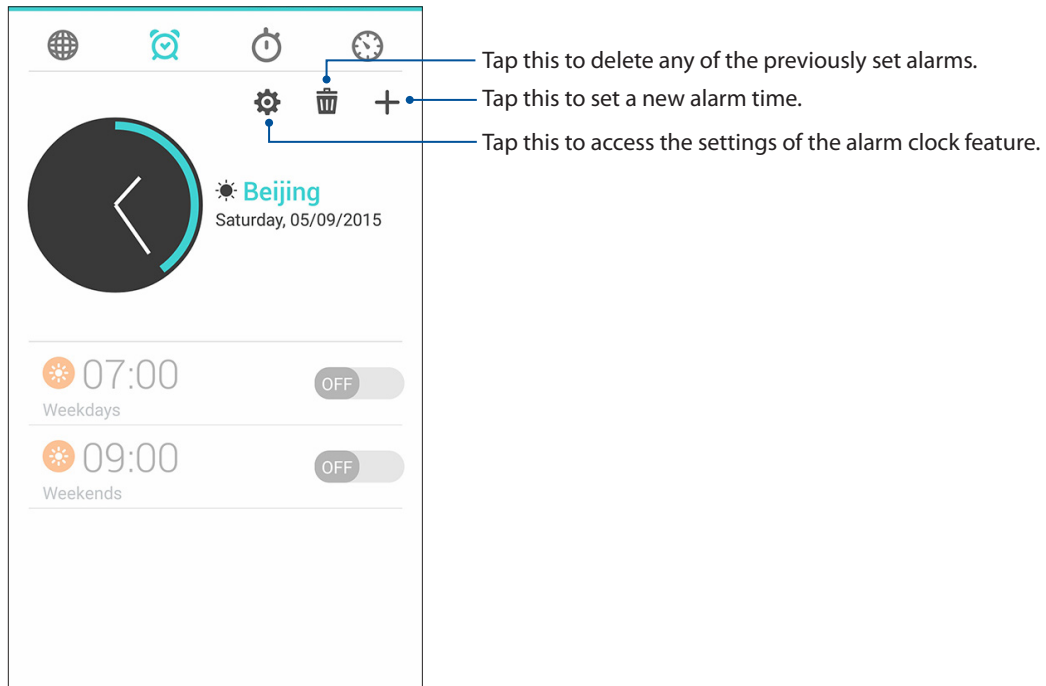 Tap this to delete any of the previously set alarms.
Tap this to set a new alarm time.
Tap this to access the settings of the alarm clock feature.
Beijing
Saturday, 05/09/2015
07:00
OFF
Weekdays
09:00
OFF
Weekends